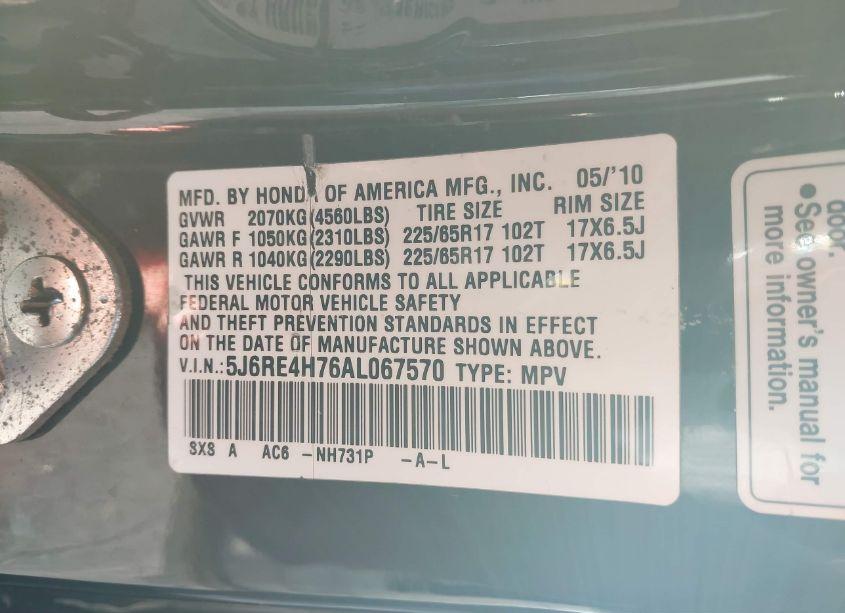 MFD. BY HONDA OF AMERICA MFG., INC. 05/'10
GVWR 2070KG(4560LBS) TIRE SIZE RIM SIZE
GAWR F 1050KG(2310LBS) 225/65R17 102T 17X6.5J
GAWR R 1040KG(2290LBS) 225/65R17 102T 17X6.5J
THIS VEHICLE CONFORMS TO ALL APPLICABLE
FEDERAL MOTOR VEHICLE SAFETY
AND THEFT PREVENTION STANDARDS IN EFFECT
ON THE DATE OF MANUFACTURE SHOWN ABOVE.
V.I.N.:5J6RE4H76AL067570 TYPE: MPV
SXS A AC6 -NH731P -A-L
door.
●See owner's manual for
more information.